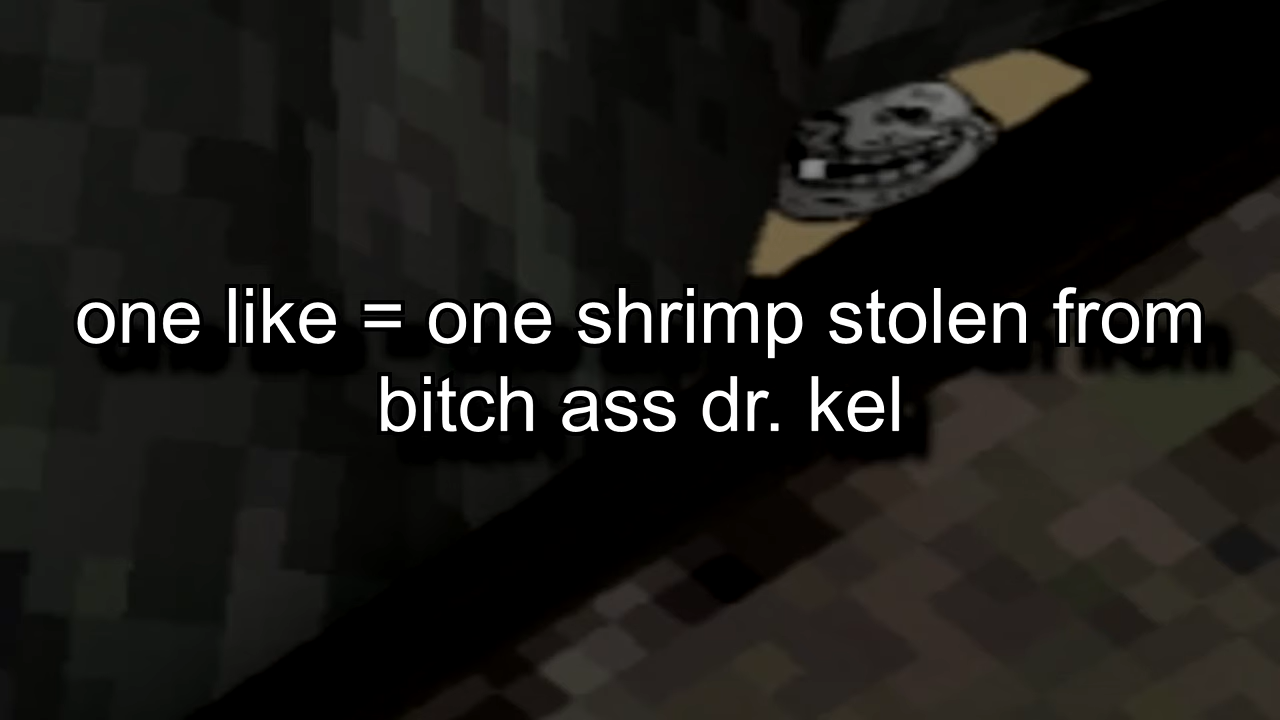 one like = one shrimp stolen from
bitch ass dr. kel